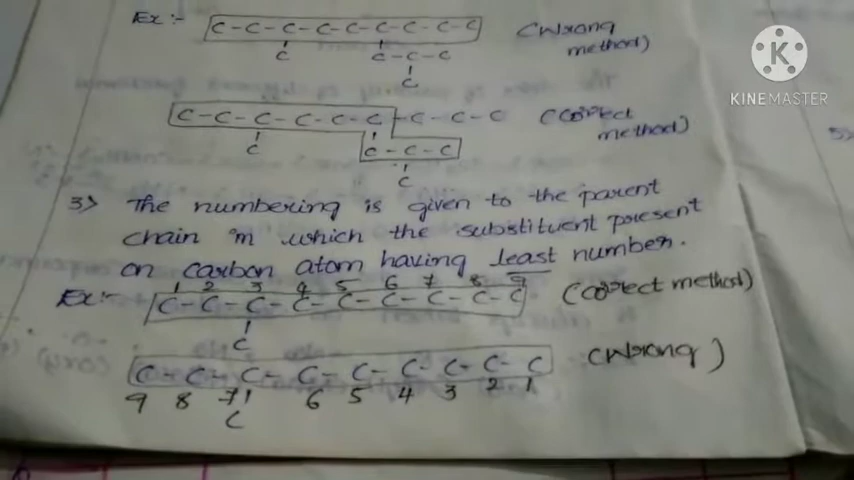 Ex :- C-C-C-C-C-C-C-C-C (Wrong
method)
C C-C-C
C
KINEMASTER
C-C-C-C-C-C-C-C-C (Correct
method)
C C-C-C
C
3> The numbering is given to the parent
chain in which the substituent present
on carbon atom having least number.
1 2 3 4 5 6 7 8 9
Ex:- C-C-C-C-C-C-C-C-C (Correct method)
C
C-C-C-C-C-C-C-C-C (Wrong)
9 8 7 6 5 4 3 2 1
C